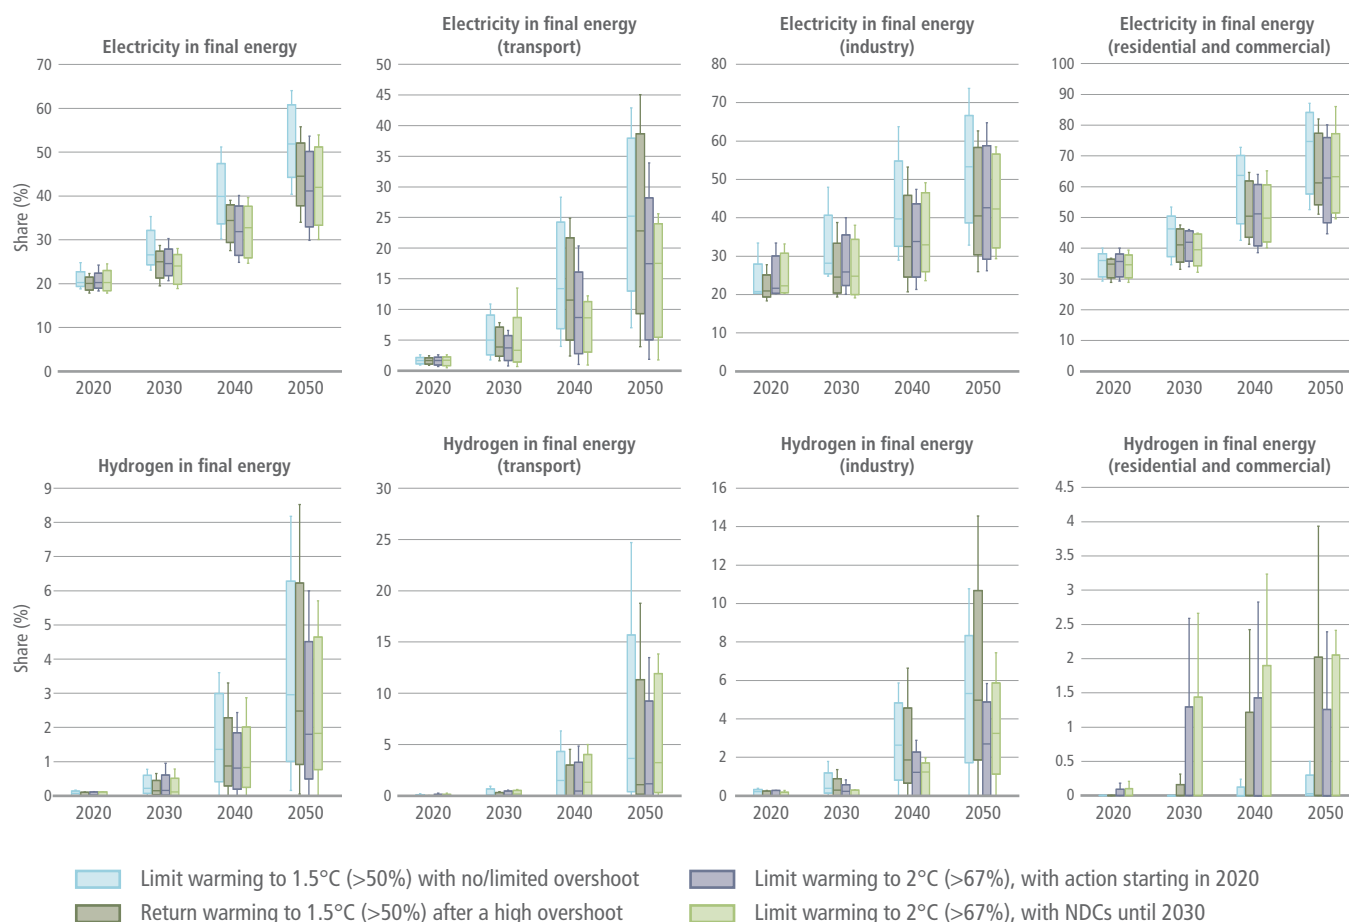 Electricity in final energy
Electricity in final energy
(transport)
Electricity in final energy
(industry)
Electricity in final energy
(residential and commercial)
Share (%)
70
60
50
40
30
20
10
0
2020 2030 2040 2050
50
45
40
35
30
25
20
15
10
5
0
2020 2030 2040 2050
80
70
60
50
40
30
20
10
0
2020 2030 2040 2050
100
90
80
70
60
50
40
30
20
10
0
2020 2030 2040 2050
Hydrogen in final energy
Hydrogen in final energy
(transport)
Hydrogen in final energy
(industry)
Hydrogen in final energy
(residential and commercial)
Share (%)
9
8
7
6
5
4
3
2
1
0
2020 2030 2040 2050
30
25
20
15
10
5
0
2020 2030 2040 2050
16
14
12
10
8
6
4
2
0
2020 2030 2040 2050
4.5
4
3.5
3
2.5
2
1.5
1
0.5
0
2020 2030 2040 2050
Limit warming to 1.5°C (>50%) with no/limited overshoot
Limit warming to 2°C (>67%), with action starting in 2020
Return warming to 1.5°C (>50%) after a high overshoot
Limit warming to 2°C (>67%), with NDCs until 2030